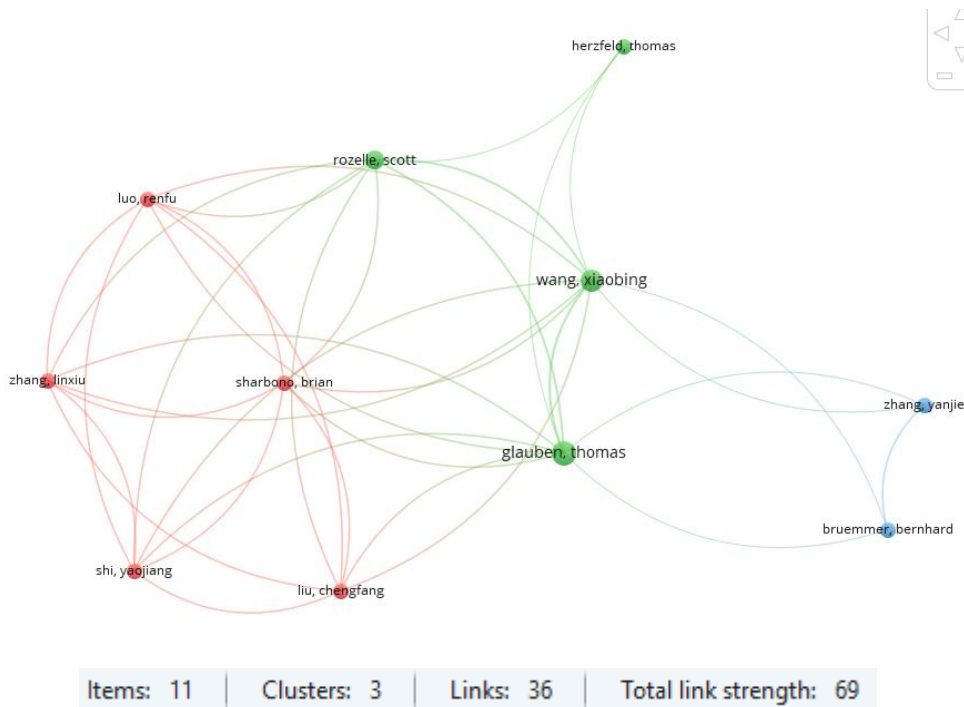 herzfeld, thomas
rozelle, scott
luo, renfu
wang, xiaobing
zhang, linxiu
sharbono, brian
zhang, yanjie
glauben, thomas
bruemmer, bernhard
shi, yaojiang
liu, chengfang
Items: 11 Clusters: 3 Links: 36 Total link strength: 69